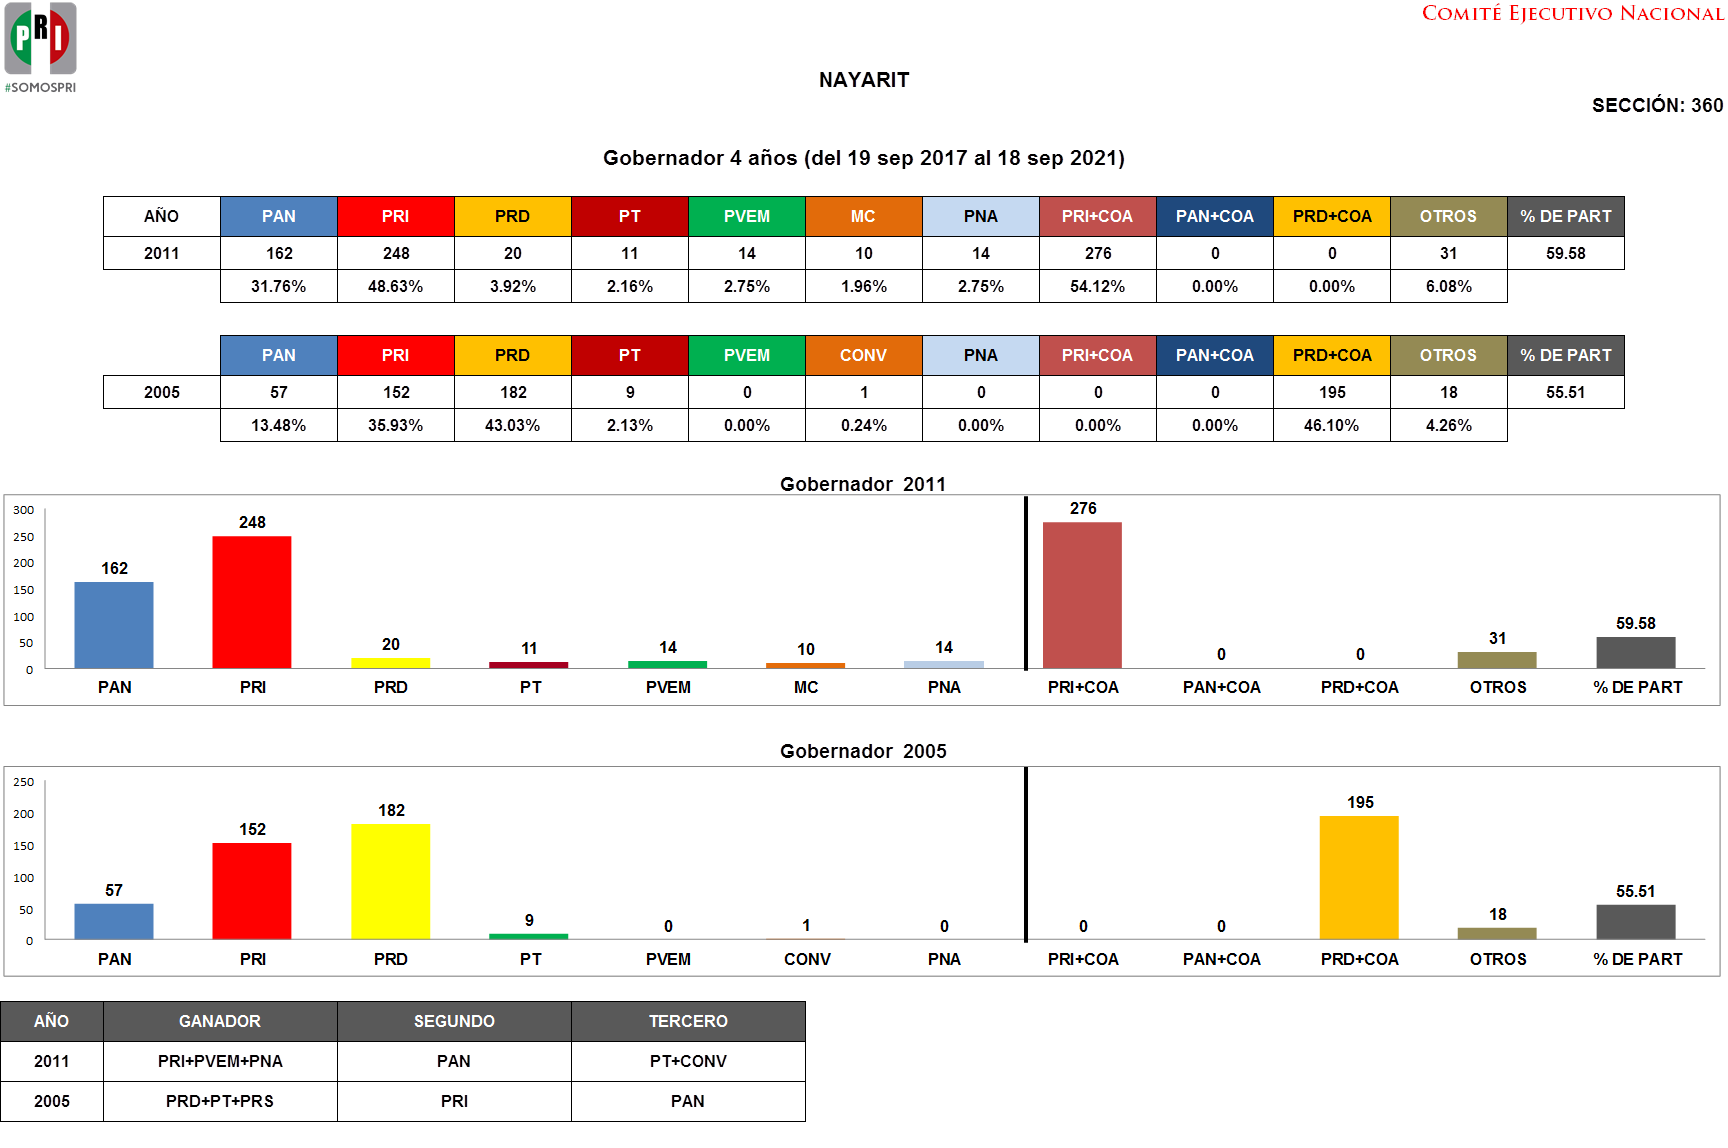 PRI
#SOMOSPRI
COMITÉ EJECUTIVO NACIONAL
NAYARIT
SECCIÓN: 360
Gobernador 4 años (del 19 sep 2017 al 18 sep 2021)
AÑO PAN PRI PRD PT PVEM MC PNA PRI+COA PAN+COA PRD+COA OTROS % DE PART
2011 162 248 20 11 14 10 14 276 0 0 31 59.58
31.76% 48.63% 3.92% 2.16% 2.75% 1.96% 2.75% 54.12% 0.00% 0.00% 6.08%
PAN PRI PRD PT PVEM CONV PNA PRI+COA PAN+COA PRD+COA OTROS % DE PART
2005 57 152 182 9 0 1 0 0 0 195 18 55.51
13.48% 35.93% 43.03% 2.13% 0.00% 0.24% 0.00% 0.00% 0.00% 46.10% 4.26%
Gobernador 2011
300
250
200
150
100
50
0
162 248 20 11 14 10 14 276 0 0 31 59.58
PAN PRI PRD PT PVEM MC PNA PRI+COA PAN+COA PRD+COA OTROS % DE PART
Gobernador 2005
250
200
150
100
50
0
57 152 182 9 0 1 0 0 0 195 18 55.51
PAN PRI PRD PT PVEM CONV PNA PRI+COA PAN+COA PRD+COA OTROS % DE PART
AÑO GANADOR SEGUNDO TERCERO
2011 PRI+PVEM+PNA PAN PT+CONV
2005 PRD+PT+PRS PRI PAN